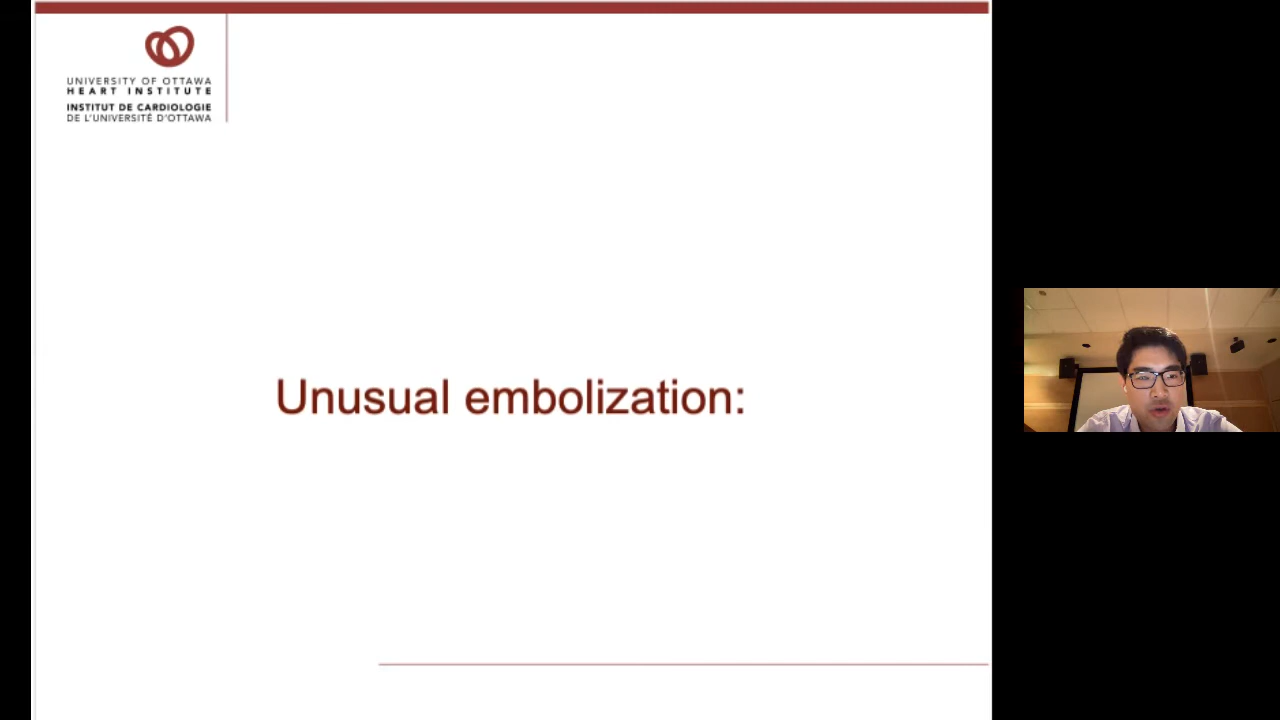 UNIVERSITY OF OTTAWA
HEART INSTITUTE
INSTITUT DE CARDIOLOGIE
DE L'UNIVERSITÉ D'OTTAWA
Unusual embolization: